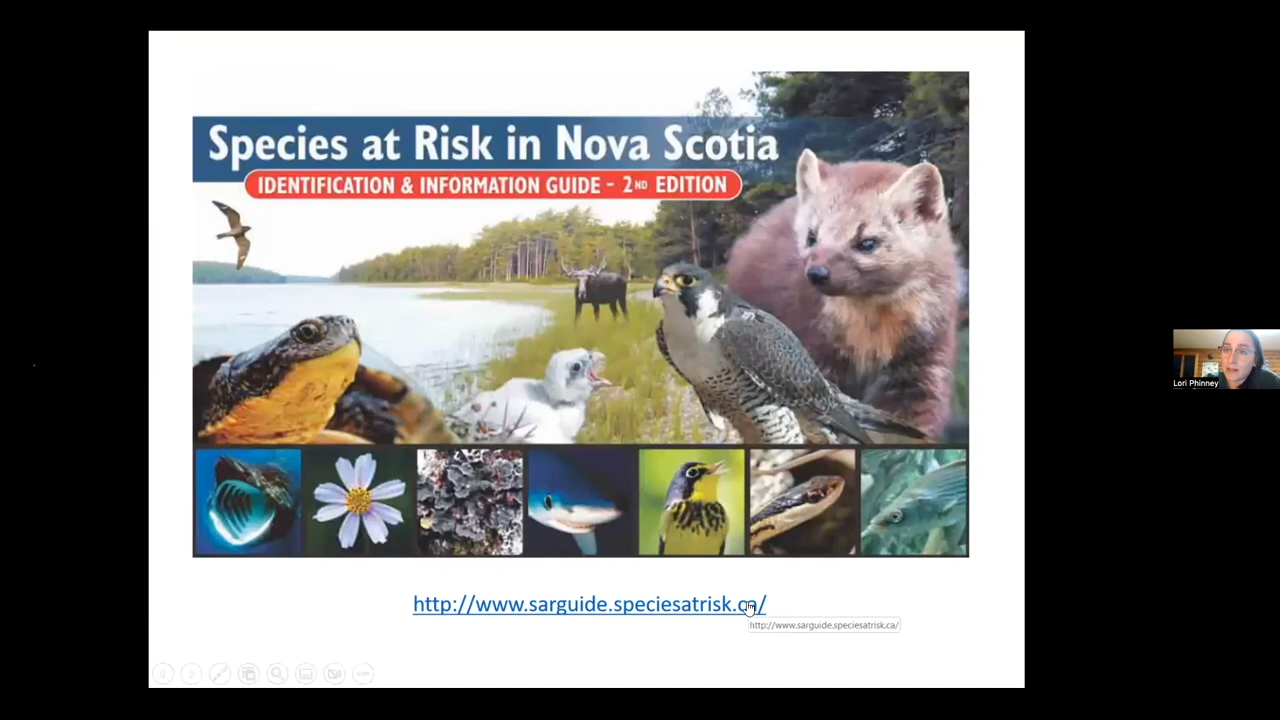 Species at Risk in Nova Scotia
IDENTIFICATION & INFORMATION GUIDE - 2ND EDITION
Lori Phinney
http://www.sarguide.speciesatrisk.ca/
http://www.sarguide.speciesatrisk.ca/